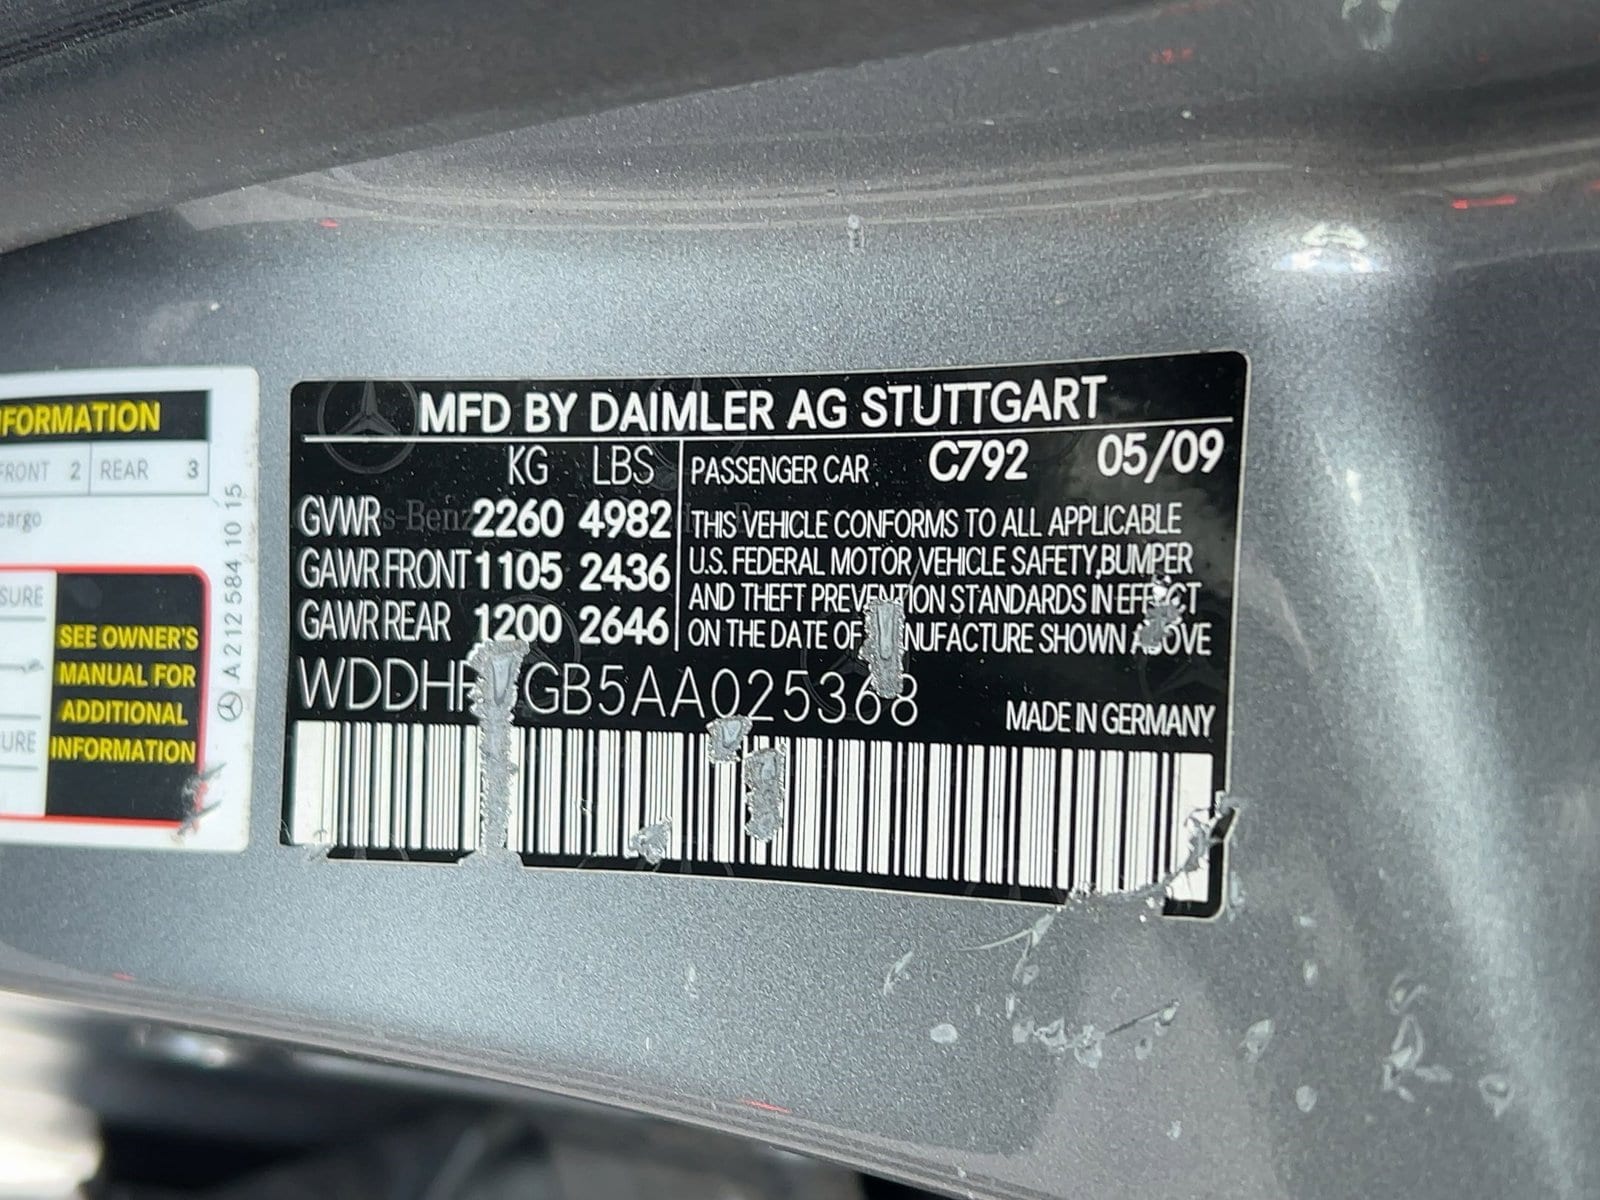 FORMATION
FRONT 2 REAR 3
cargo
SURE
URE
SEE OWNER'S
MANUAL FOR
ADDITIONAL
INFORMATION
A 212 584 10 15
MFD BY DAIMLER AG STUTTGART
KG LBS
GVWR 2260 4982
GAWR FRONT 1105 2436
GAWR REAR 1200 2646
PASSENGER CAR C792 05/09
THIS VEHICLE CONFORMS TO ALL APPLICABLE
U.S. FEDERAL MOTOR VEHICLE SAFETY,BUMPER
AND THEFT PREVENTION STANDARDS IN EFFECT
ON THE DATE OF MANUFACTURE SHOWN ABOVE
WDDH GB5AA025368
MADE IN GERMANY